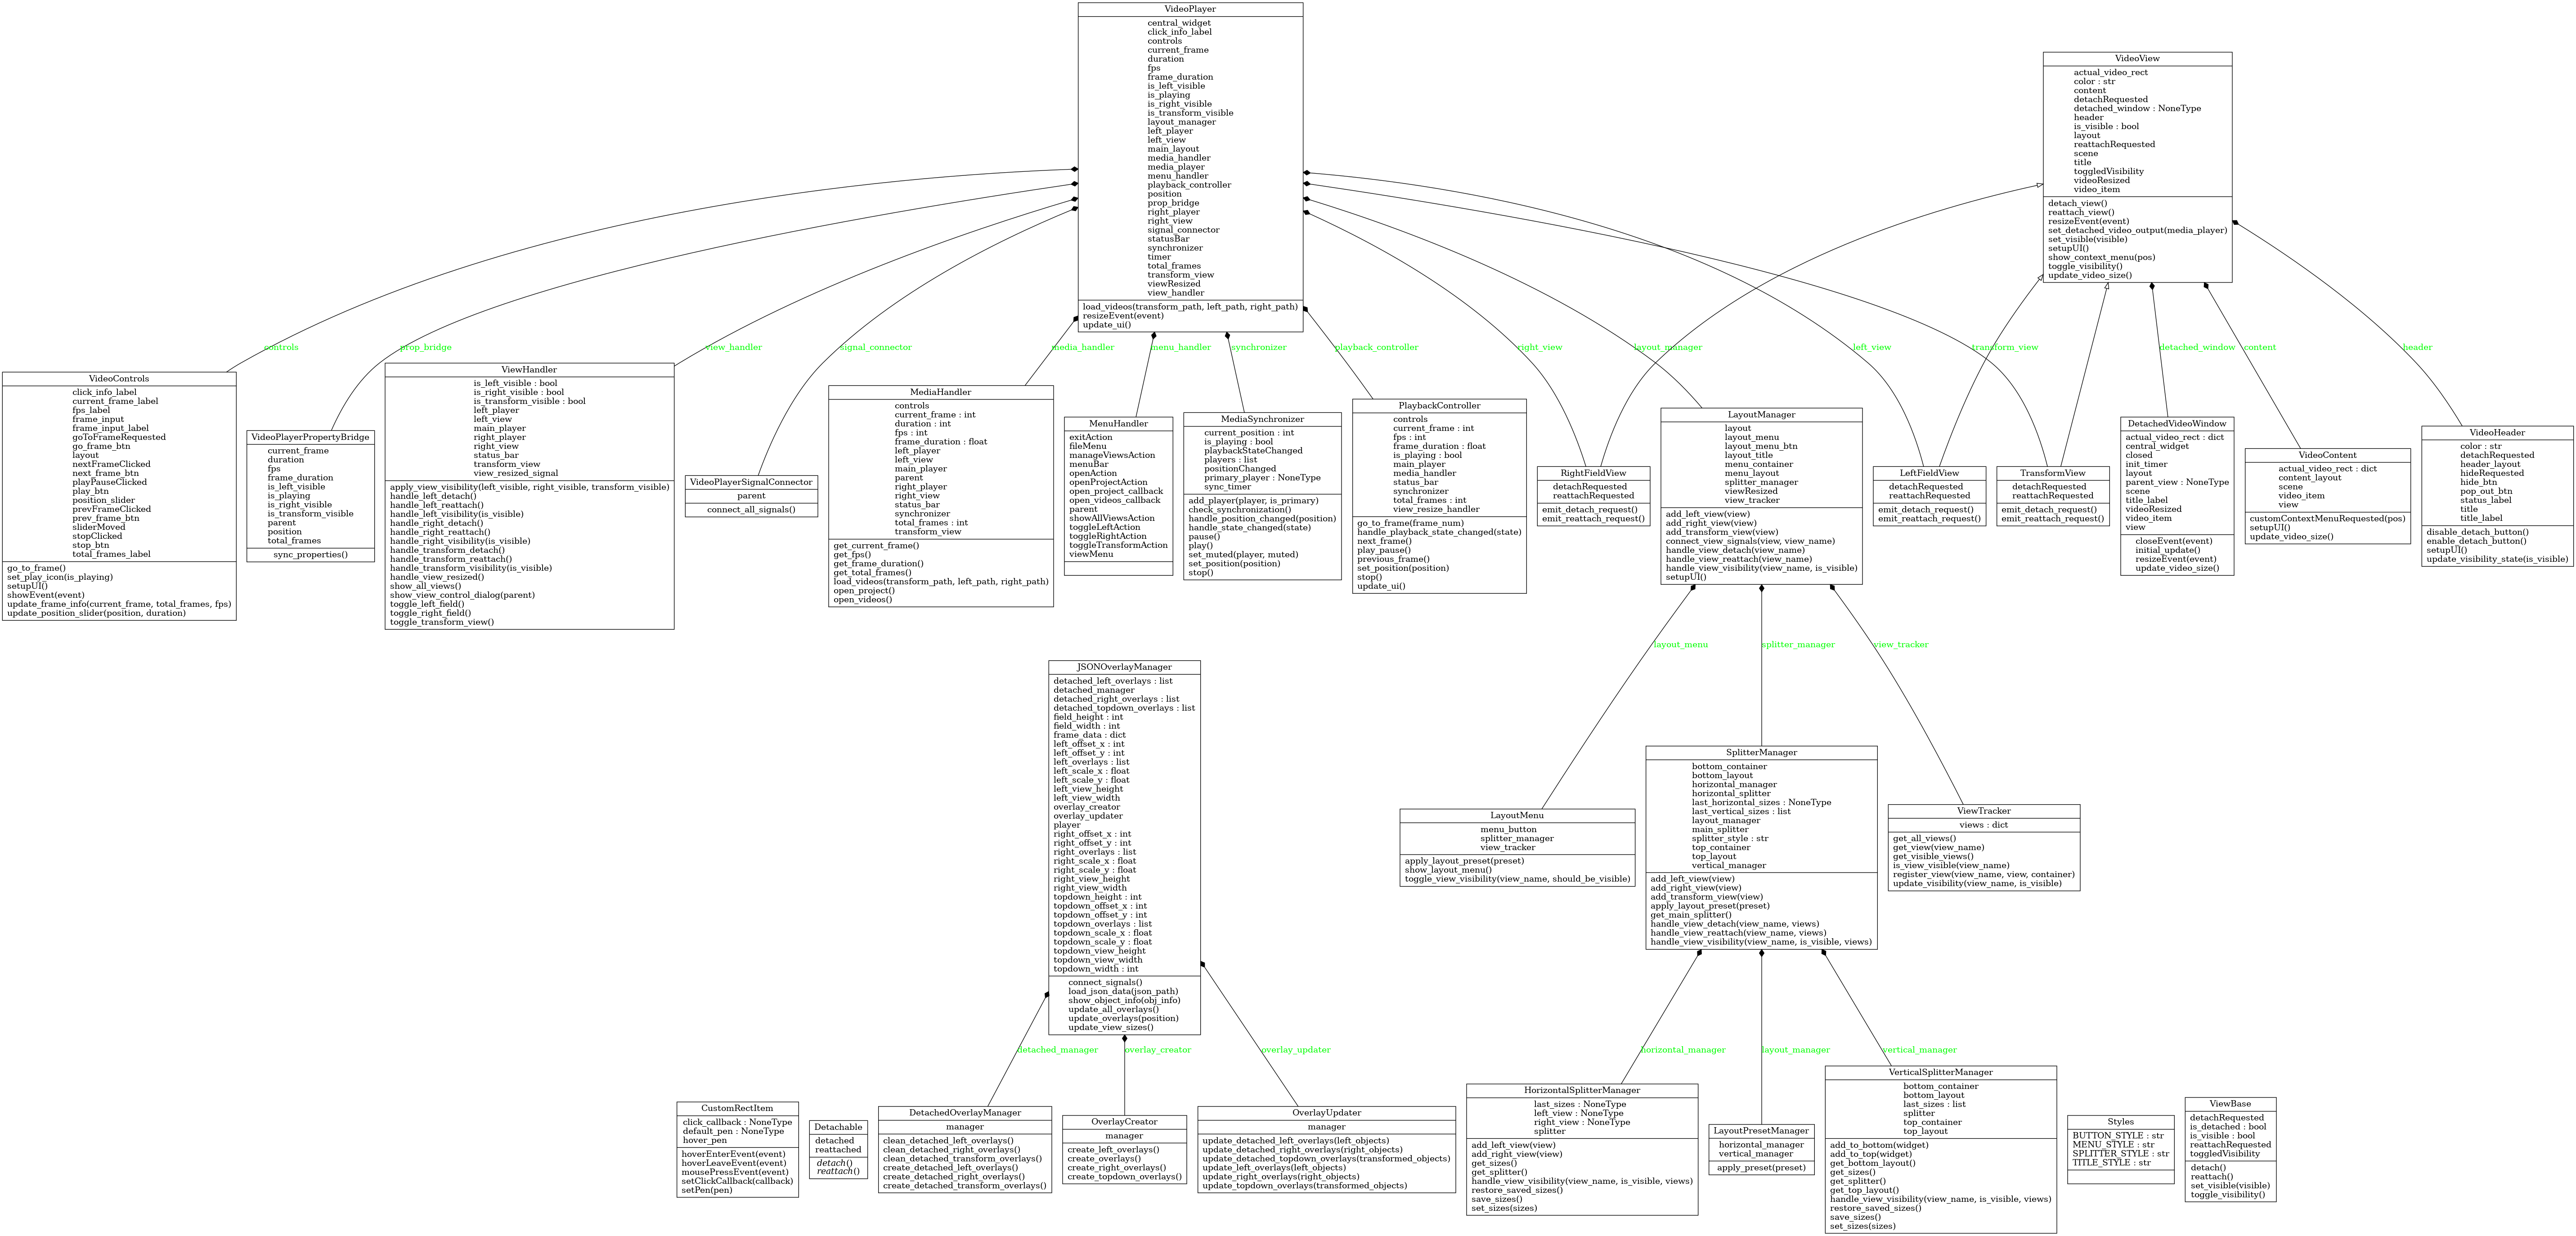 VideoPlayer
central_widget
click_info_label
controls
current_frame
duration
fps
frame_duration
is_left_visible
is_playing
is_right_visible
is_transform_visible
layout_manager
left_player
left_view
main_layout
media_handler
media_player
menu_handler
playback_controller
position
prop_bridge
right_player
right_view
signal_connector
statusBar
synchronizer
timer
total_frames
transform_view
viewResized
view_handler
load_videos(transform_path, left_path, right_path)
resizeEvent(event)
update_ui()
VideoView
actual_video_rect
color : str
content
detachRequested
detached_window : NoneType
header
is_visible : bool
layout
reattachRequested
scene
title
toggledVisibility
videoResized
video_item
detach_view()
reattach_view()
resizeEvent(event)
set_detached_video_output(media_player)
set_visible(visible)
setupUI()
show_context_menu(pos)
toggle_visibility()
update_video_size()
controls
prop_bridge
view_handler
signal_connector
media_handler
menu_handler
synchronizer
playback_controller
right_view
layout_manager
left_view
transform_view
detached_window
content
header
VideoControls
click_info_label
current_frame_label
fps_label
frame_input
frame_input_label
goToFrameRequested
go_frame_btn
layout
nextFrameClicked
next_frame_btn
playPauseClicked
play_btn
position_slider
prevFrameClicked
prev_frame_btn
sliderMoved
stopClicked
stop_btn
total_frames_label
go_to_frame()
set_play_icon(is_playing)
setupUI()
showEvent(event)
update_frame_info(current_frame, total_frames, fps)
update_position_slider(position, duration)
VideoPlayerPropertyBridge
current_frame
duration
fps
frame_duration
is_left_visible
is_playing
is_right_visible
is_transform_visible
parent
position
total_frames
sync_properties()
ViewHandler
is_left_visible : bool
is_right_visible : bool
is_transform_visible : bool
left_player
left_view
main_player
right_player
right_view
status_bar
transform_view
view_resized_signal
apply_view_visibility(left_visible, right_visible, transform_visible)
handle_left_detach()
handle_left_reattach()
handle_left_visibility(is_visible)
handle_right_detach()
handle_right_reattach()
handle_right_visibility(is_visible)
handle_transform_detach()
handle_transform_reattach()
handle_transform_visibility(is_visible)
handle_view_resized()
show_all_views()
show_view_control_dialog(parent)
toggle_left_field()
toggle_right_field()
toggle_transform_view()
VideoPlayerSignalConnector
parent
connect_all_signals()
MediaHandler
controls
current_frame : int
duration : int
fps : int
frame_duration : float
left_player
left_view
main_player
parent
right_player
right_view
status_bar
synchronizer
total_frames : int
transform_view
get_current_frame()
get_fps()
get_frame_duration()
get_total_frames()
load_videos(transform_path, left_path, right_path)
open_project()
open_videos()
MenuHandler
exitAction
fileMenu
manageViewsAction
menuBar
openAction
openProjectAction
open_project_callback
open_videos_callback
parent
showAllViewsAction
toggleLeftAction
toggleRightAction
toggleTransformAction
viewMenu
MediaSynchronizer
current_position : int
is_playing : bool
playbackStateChanged
players : list
positionChanged
primary_player : NoneType
sync_timer
add_player(player, is_primary)
check_synchronization()
handle_position_changed(position)
handle_state_changed(state)
pause()
play()
set_muted(player, muted)
set_position(position)
stop()
PlaybackController
controls
current_frame : int
fps : int
frame_duration : float
is_playing : bool
main_player
media_handler
status_bar
synchronizer
total_frames : int
view_resize_handler
go_to_frame(frame_num)
handle_playback_state_changed(state)
next_frame()
play_pause()
previous_frame()
set_position(position)
stop()
update_ui()
RightFieldView
detachRequested
reattachRequested
emit_detach_request()
emit_reattach_request()
LayoutManager
layout
layout_menu
layout_menu_btn
layout_title
menu_container
menu_layout
splitter_manager
viewResized
view_tracker
add_left_view(view)
add_right_view(view)
add_transform_view(view)
connect_view_signals(view, view_name)
handle_view_detach(view_name)
handle_view_reattach(view_name)
handle_view_visibility(view_name, is_visible)
setupUI()
LeftFieldView
detachRequested
reattachRequested
emit_detach_request()
emit_reattach_request()
TransformView
detachRequested
reattachRequested
emit_detach_request()
emit_reattach_request()
DetachedVideoWindow
actual_video_rect : dict
central_widget
closed
init_timer
layout
parent_view : NoneType
scene
title_label
videoResized
video_item
view
closeEvent(event)
initial_update()
resizeEvent(event)
update_video_size()
VideoContent
actual_video_rect : dict
content_layout
scene
video_item
view
customContextMenuRequested(pos)
update_video_size()
VideoHeader
color : str
detachRequested
header_layout
hideRequested
hide_btn
pop_out_btn
status_label
title
title_label
disable_detach_button()
enable_detach_button()
setupUI()
update_visibility_state(is_visible)
layout_menu
splitter_manager
view_tracker
JSONOverlayManager
detached_left_overlays : list
detached_manager
detached_right_overlays : list
detached_topdown_overlays : list
field_height : int
field_width : int
frame_data : dict
left_offset_x : int
left_offset_y : int
left_overlays : list
left_scale_x : float
left_scale_y : float
left_view_height
left_view_width
overlay_creator
overlay_updater
player
right_offset_x : int
right_offset_y : int
right_overlays : list
right_scale_x : float
right_scale_y : float
right_view_height
right_view_width
topdown_height : int
topdown_offset_x : int
topdown_offset_y : int
topdown_overlays : list
topdown_scale_x : float
topdown_scale_y : float
topdown_view_height
topdown_view_width
topdown_width : int
connect_signals()
load_json_data(json_path)
show_object_info(obj_info)
update_all_overlays()
update_overlays(position)
update_view_sizes()
LayoutMenu
menu_button
splitter_manager
view_tracker
apply_layout_preset(preset)
show_layout_menu()
toggle_view_visibility(view_name, should_be_visible)
SplitterManager
bottom_container
bottom_layout
horizontal_manager
horizontal_splitter
last_horizontal_sizes : NoneType
last_vertical_sizes : list
layout_manager
main_splitter
splitter_style : str
top_container
top_layout
vertical_manager
add_left_view(view)
add_right_view(view)
add_transform_view(view)
apply_layout_preset(preset)
get_main_splitter()
handle_view_detach(view_name, views)
handle_view_reattach(view_name, views)
handle_view_visibility(view_name, is_visible, views)
ViewTracker
views : dict
get_all_views()
get_view(view_name)
get_visible_views()
is_view_visible(view_name)
register_view(view_name, view, container)
update_visibility(view_name, is_visible)
detached_manager
overlay_creator
overlay_updater
horizontal_manager
layout_manager
vertical_manager
CustomRectItem
click_callback : NoneType
default_pen : NoneType
hover_pen
hoverEnterEvent(event)
hoverLeaveEvent(event)
mousePressEvent(event)
setClickCallback(callback)
setPen(pen)
Detachable
detached
reattached
detach()
reattach()
DetachedOverlayManager
manager
clean_detached_left_overlays()
clean_detached_right_overlays()
clean_detached_transform_overlays()
create_detached_left_overlays()
create_detached_right_overlays()
create_detached_transform_overlays()
OverlayCreator
manager
create_left_overlays()
create_overlays()
create_right_overlays()
create_topdown_overlays()
OverlayUpdater
manager
update_detached_left_overlays(left_objects)
update_detached_right_overlays(right_objects)
update_detached_topdown_overlays(transformed_objects)
update_left_overlays(left_objects)
update_right_overlays(right_objects)
update_topdown_overlays(transformed_objects)
HorizontalSplitterManager
last_sizes : NoneType
left_view : NoneType
right_view : NoneType
splitter
add_left_view(view)
add_right_view(view)
get_sizes()
get_splitter()
handle_view_visibility(view_name, is_visible, views)
restore_saved_sizes()
save_sizes()
set_sizes(sizes)
LayoutPresetManager
horizontal_manager
vertical_manager
apply_preset(preset)
VerticalSplitterManager
bottom_container
bottom_layout
last_sizes : list
splitter
top_container
top_layout
add_to_bottom(widget)
add_to_top(widget)
get_bottom_layout()
get_sizes()
get_splitter()
get_top_layout()
handle_view_visibility(view_name, is_visible, views)
restore_saved_sizes()
save_sizes()
set_sizes(sizes)
Styles
BUTTON_STYLE : str
MENU_STYLE : str
SPLITTER_STYLE : str
TITLE_STYLE : str
ViewBase
detachRequested
is_detached : bool
is_visible : bool
reattachRequested
toggledVisibility
detach()
reattach()
set_visible(visible)
toggle_visibility()